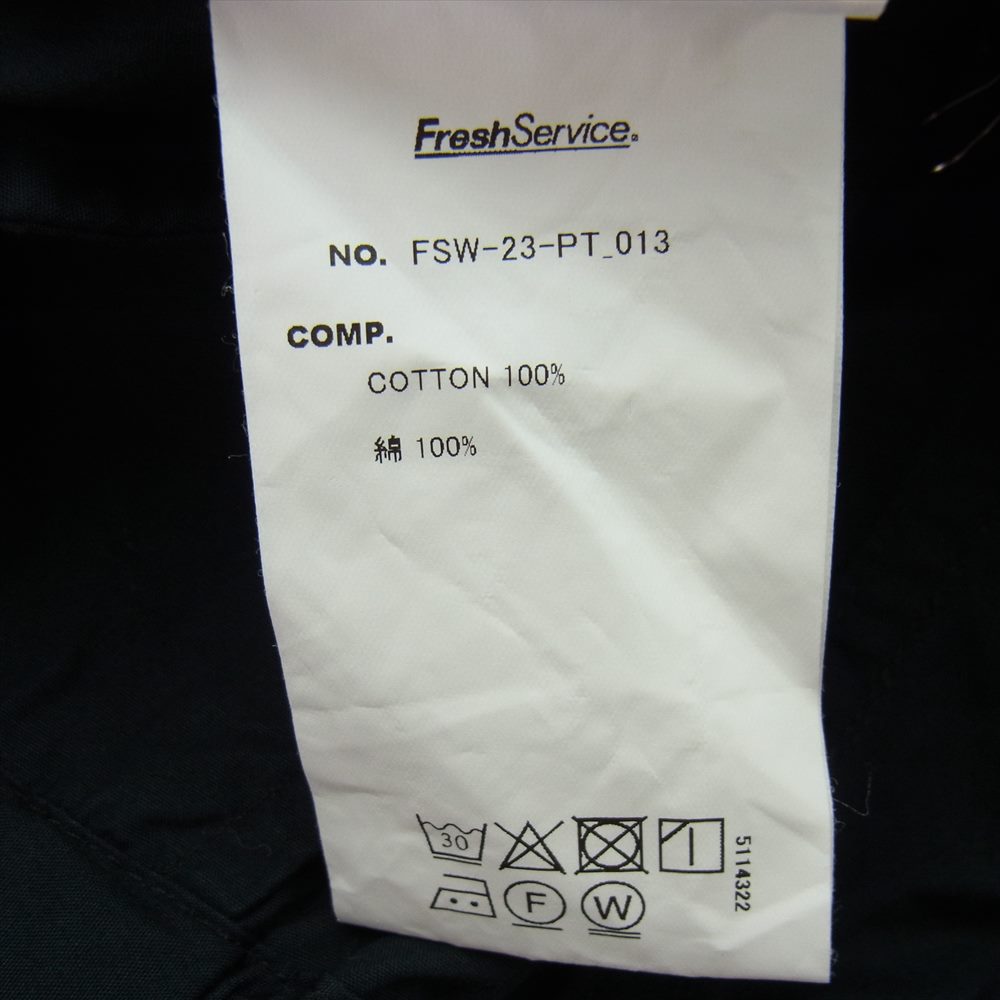 FreshService®
NO. FSW-23-PT_013
COMP.
COTTON 100%
綿 100%
30
5114322
F W